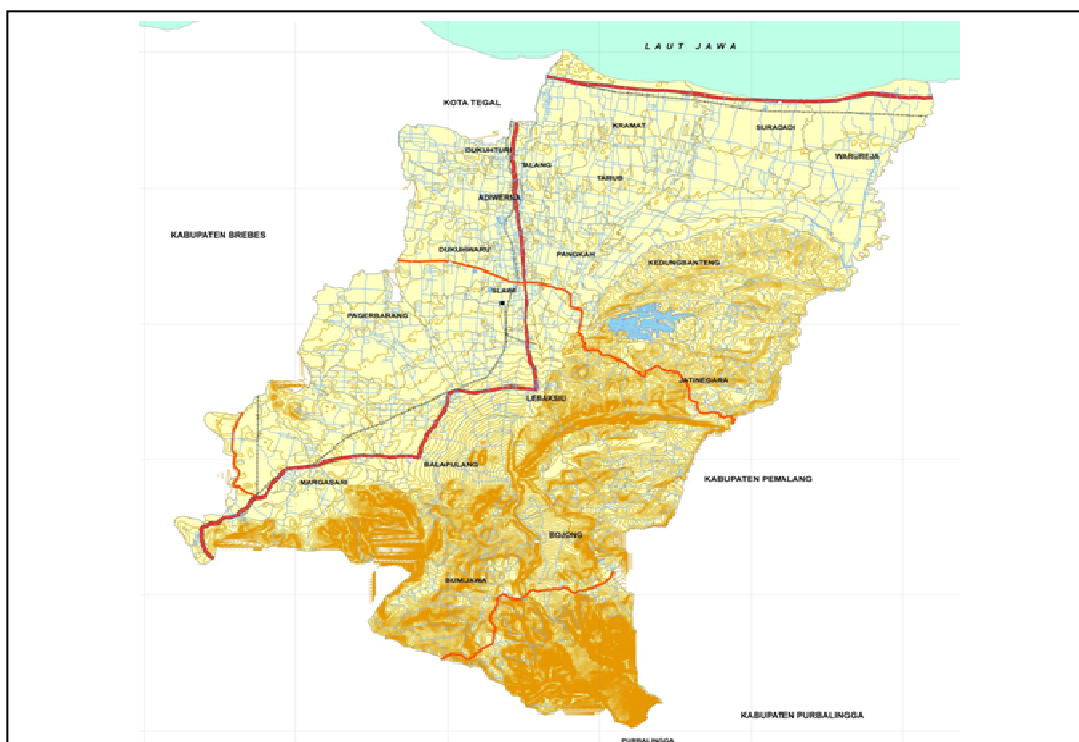 LAUT JAWA
KOTA TEGAL
KRAMAT
SURADADI
DUKUHTURI
WARUREJA
TALANG
TARUB
ADIWERNA
KABUPATEN BREBES
DUKUHWARU
PANGKAH
KEDUNGBANTENG
SLAWI
PAGERBARANG
JATINEGARA
LEBAKSIU
BALAPULANG
KABUPATEN PEMALANG
MARGASARI
BOJONG
BUMIJAWA
KABUPATEN PURBALINGGA
PURBALINGGA